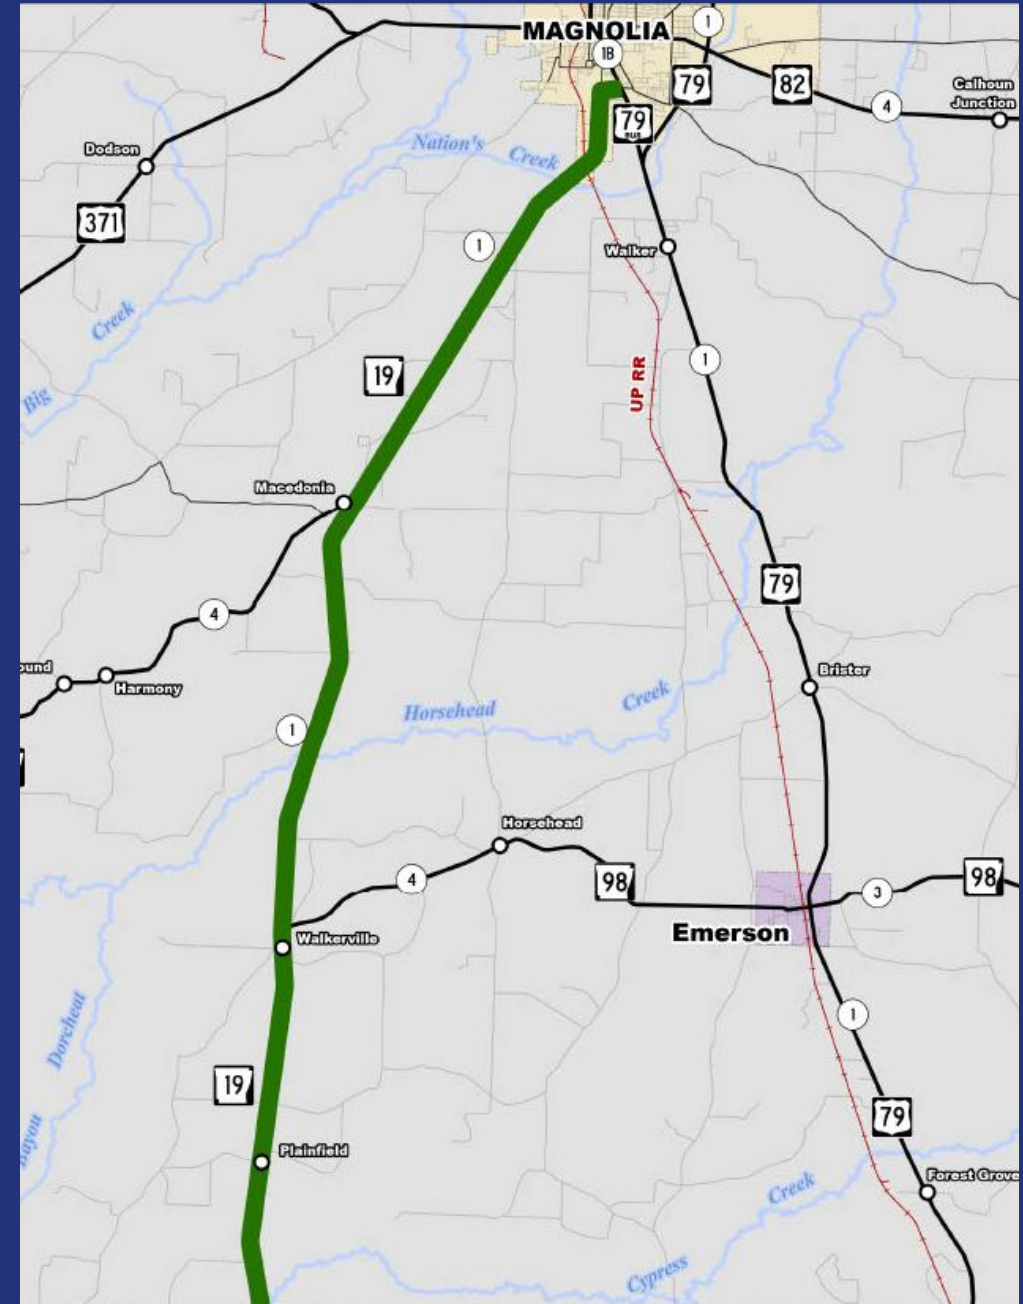 MAGNOLIA
1
1B
79
82
Calhoun
Junction
4
79
BUS
Nation's Creek
Dodson
371
1
Walker
Creek
19
UP RR
1
Big
Macedonia
79
4
ound
Harmony
Brister
Creek
Horsehead
1
Horsehead
4
98
3
98
Emerson
Walkerville
1
Dorcheat
19
79
Bayou
Plainfield
Forest Grove
Creek
Cypress